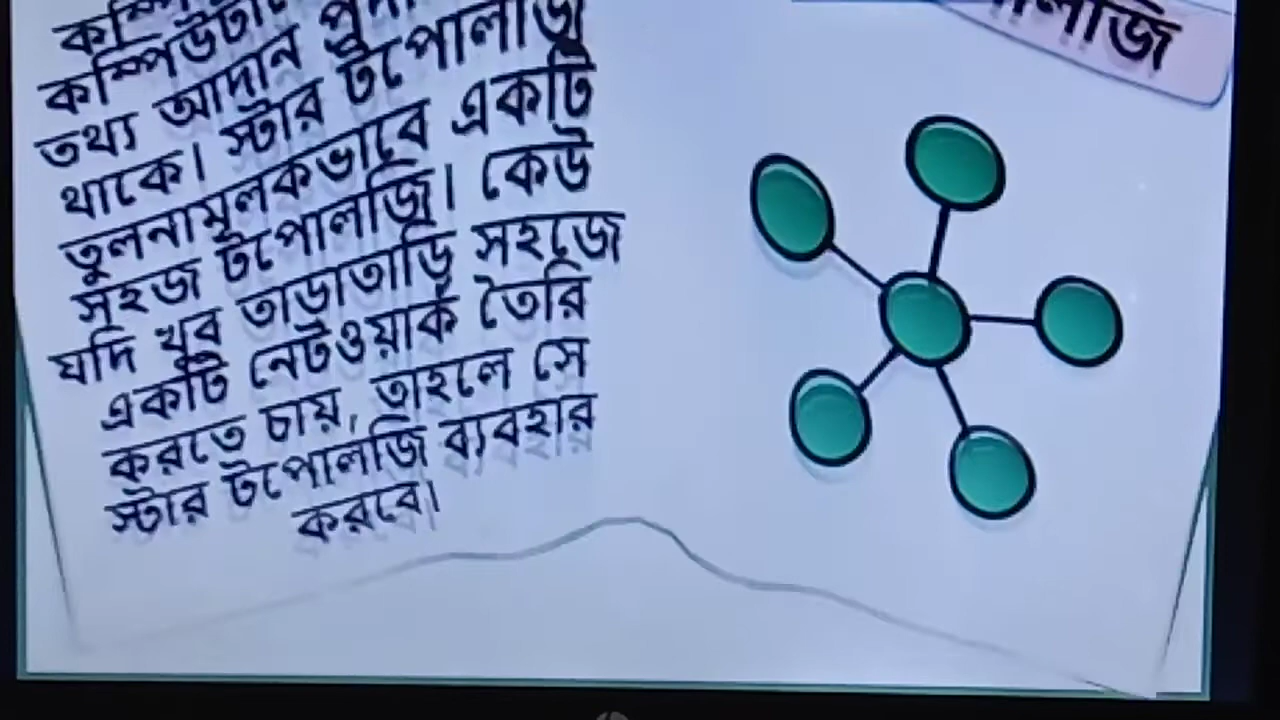 কম্পিউটা
তথ্য আদান প্রদা
থাকে। স্টার টপোলজি
তুলনামূলকভাবে একটি
সহজ টপোলজি। কেউ
যদি খুব তাড়াতাড়ি সহজে
একটি নেটওয়ার্ক তৈরি
করতে চায়, তাহলে সে
স্টার টপোলজি ব্যবহার
করবে।
লজি